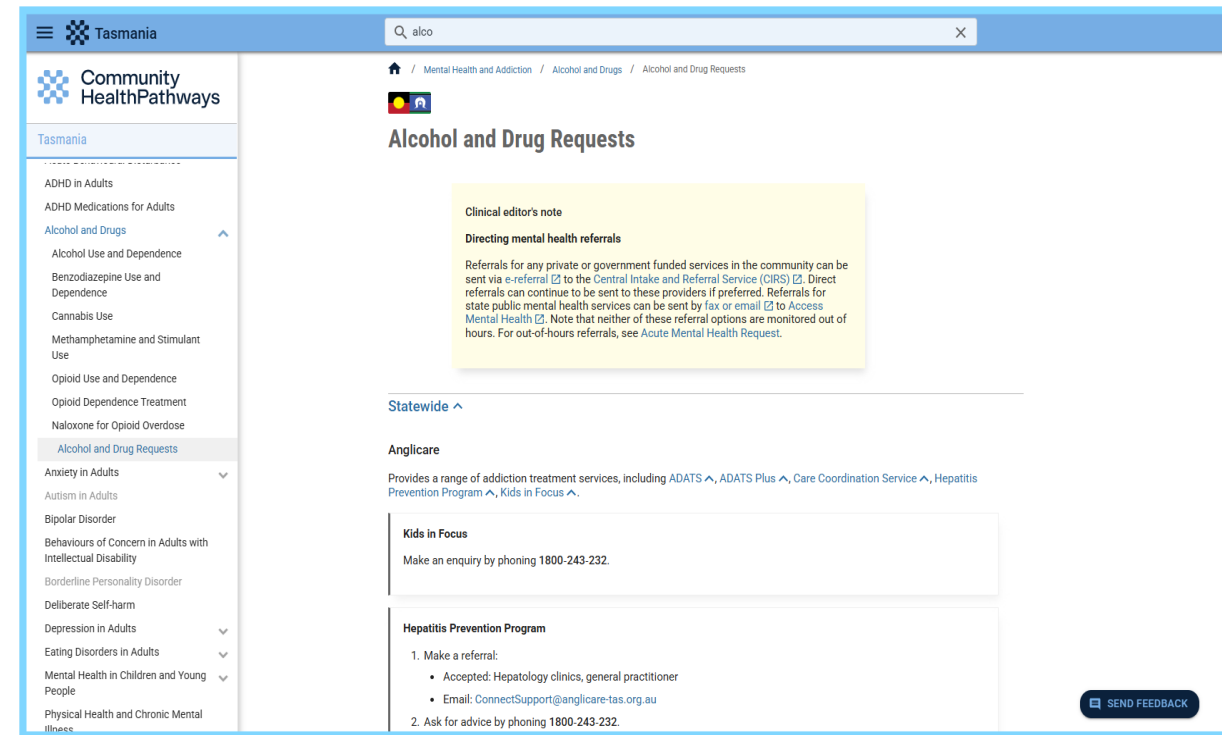 Tasmania
alco
Community
HealthPathways
Tasmania
ADHD in Adults
ADHD Medications for Adults
Alcohol and Drugs
Alcohol Use and Dependence
Benzodiazepine Use and
Dependence
Cannabis Use
Methamphetamine and Stimulant
Use
Opioid Use and Dependence
Opioid Dependence Treatment
Naloxone for Opioid Overdose
Alcohol and Drug Requests
Anxiety in Adults
Autism in Adults
Bipolar Disorder
Behaviours of Concern in Adults with
Intellectual Disability
Borderline Personality Disorder
Deliberate Self-harm
Depression in Adults
Eating Disorders in Adults
Mental Health in Children and Young
People
Physical Health and Chronic Mental
Illness
/ Mental Health and Addiction / Alcohol and Drugs / Alcohol and Drug Requests
Alcohol and Drug Requests
Clinical editor's note
Directing mental health referrals
Referrals for any private or government funded services in the community can be
sent via e-referral to the Central Intake and Referral Service (CIRS). Direct
referrals can continue to be sent to these providers if preferred. Referrals for
state public mental health services can be sent by fax or email to Access
Mental Health. Note that neither of these referral options are monitored out of
hours. For out-of-hours referrals, see Acute Mental Health Request.
Statewide
Anglicare
Provides a range of addiction treatment services, including ADATS, ADATS Plus, Care Coordination Service, Hepatitis
Prevention Program, Kids in Focus.
Kids in Focus
Make an enquiry by phoning 1800-243-232.
Hepatitis Prevention Program
1. Make a referral:
• Accepted: Hepatology clinics, general practitioner
• Email: ConnectSupport@anglicare-tas.org.au
2. Ask for advice by phoning 1800-243-232.
SEND FEEDBACK